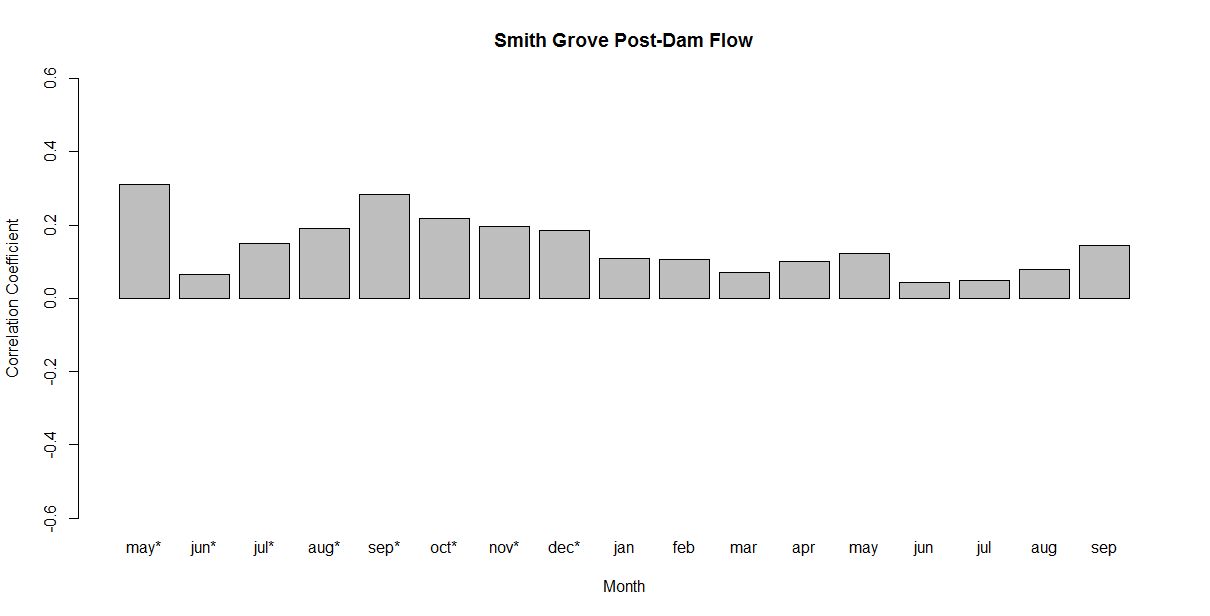 Smith Grove Post-Dam Flow
Correlation Coefficient
0.6
0.4
0.2
0.0
-0.2
-0.4
-0.6
may* jun* jul* aug* sep* oct* nov* dec* jan feb mar apr may jun jul aug sep
Month